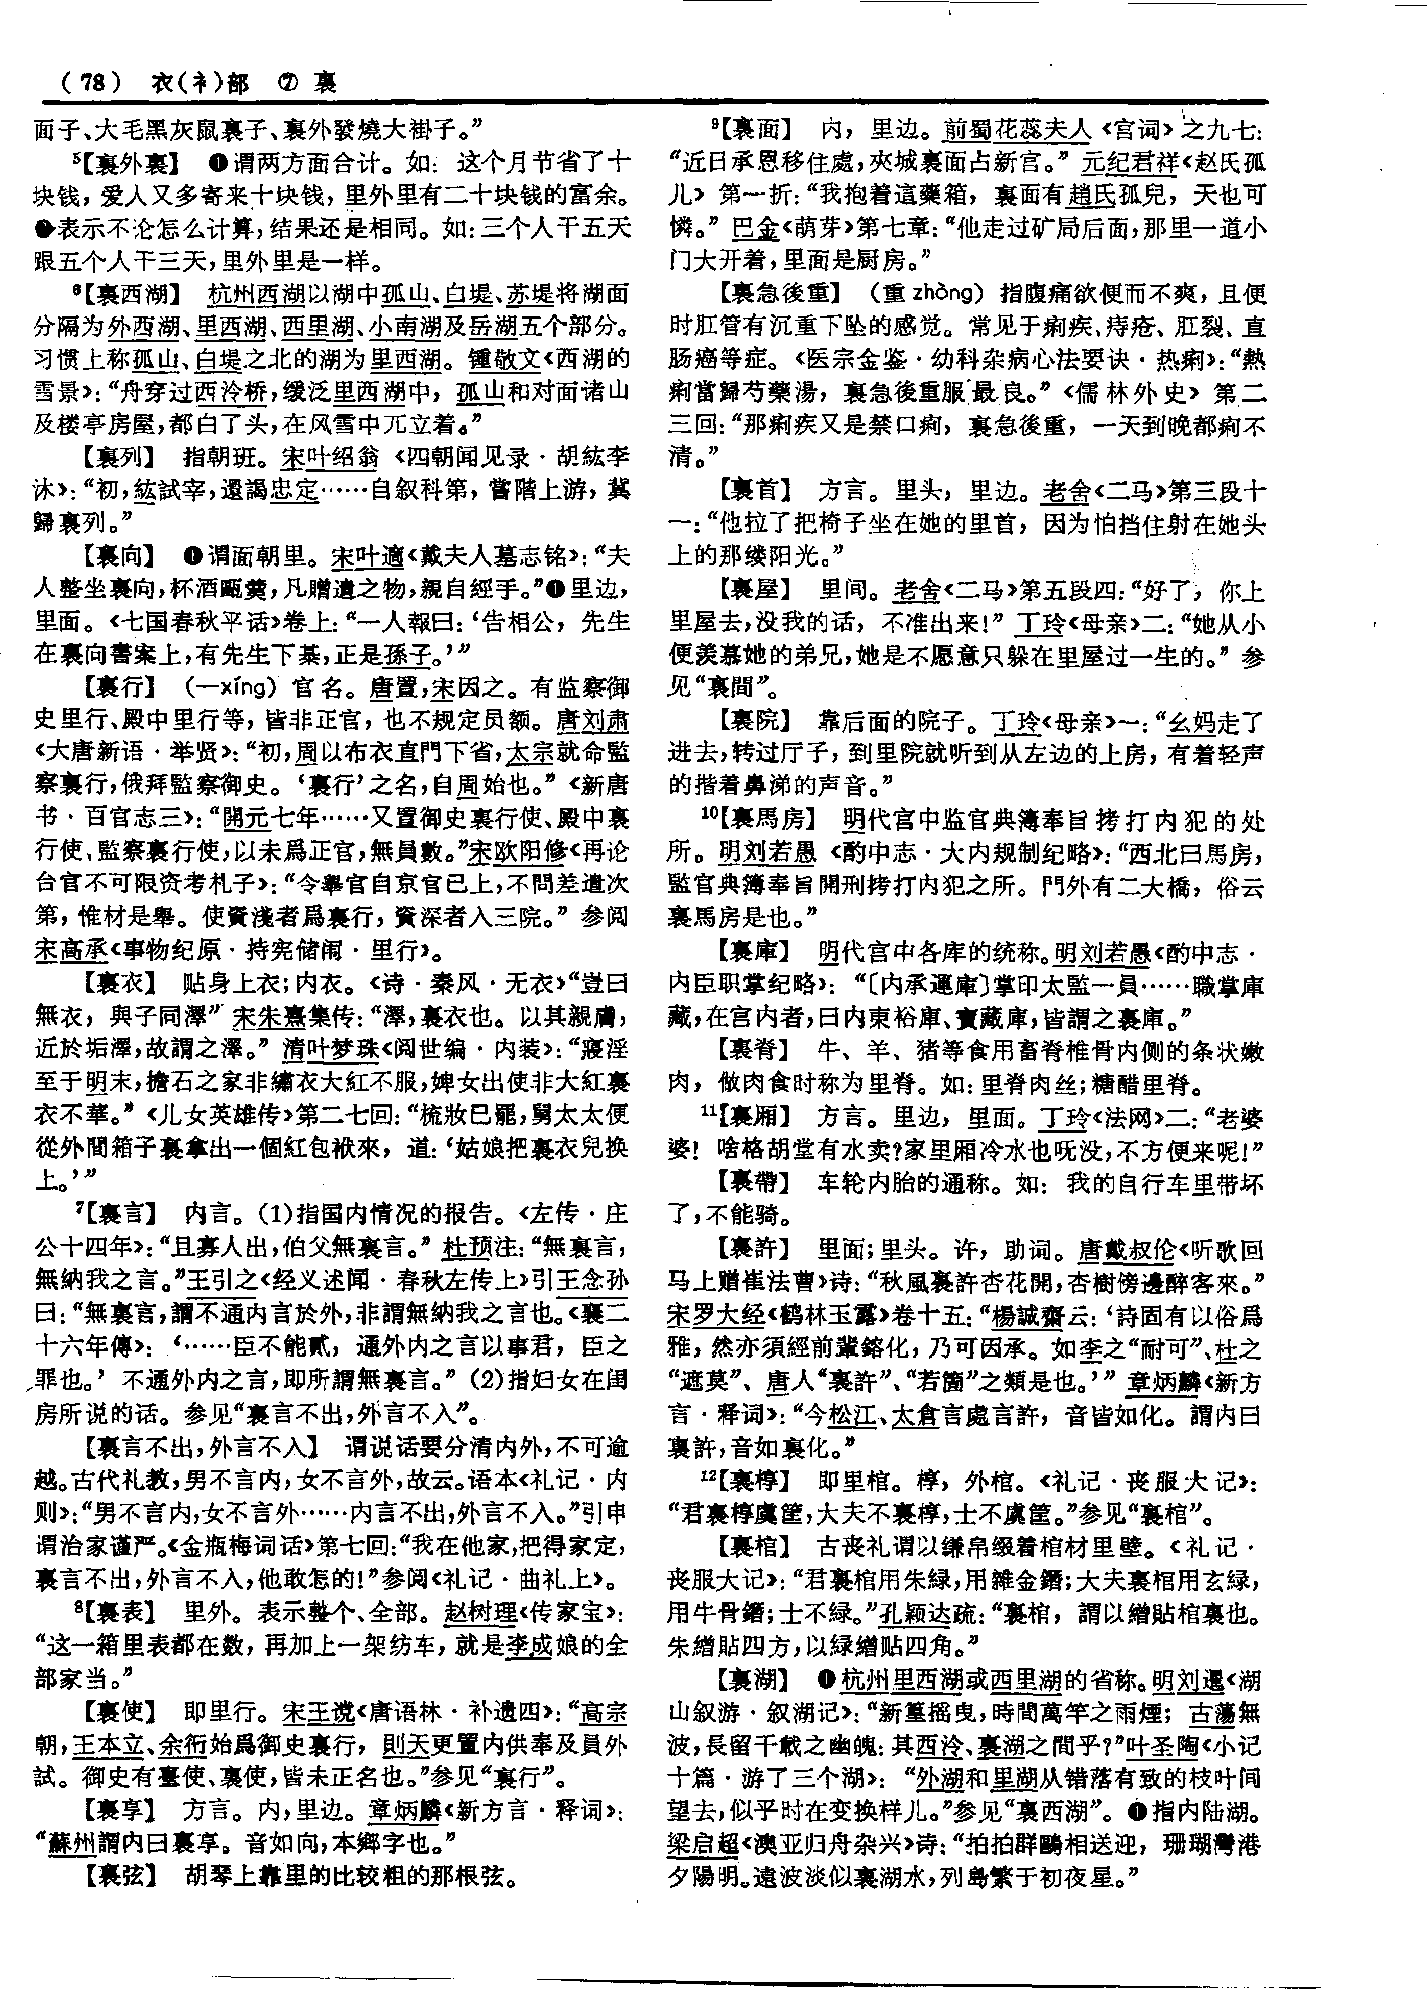 (78) 衣(衤)部 ⑦ 裏
面子、大毛黑灰鼠裏子、裏外發燒大褂子。”
⁵【裏外裏】 ❶谓两方面合计。如：这个月节省了十
块钱，爱人又多寄来十块钱，里外里有二十块钱的富余。
❷表示不论怎么计算，结果还是相同。如：三个人干五天
跟五个人干三天，里外里是一样。
⁶【裏西湖】 杭州西湖以湖中孤山、白堤、苏堤将湖面
分隔为外西湖、里西湖、西里湖、小南湖及岳湖五个部分。
习惯上称孤山、白堤之北的湖为里西湖。锺敬文《西湖的
雪景》：“舟穿过西泠桥，缓泛里西湖中，孤山和对面诸山
及楼亭房屋，都白了头，在风雪中兀立着。”
【裏列】 指朝班。宋叶绍翁《四朝闻见录·胡紘李
沐》：“初，紘試宰，還謁忠定……自叙科第，當階上游，冀
歸裏列。”
【裏向】 ❶谓面朝里。宋叶適《戴夫人墓志铭》：“夫
人整坐裏向，杯酒甌羹，凡贈遺之物，親自經手。”❶里边，
里面。《七国春秋平话》卷上：“一人報曰：‘告相公，先生
在裏向書案上，有先生下棊，正是孫子。’”
【裏行】 （—xíng）官名。唐置，宋因之。有监察御
史里行、殿中里行等，皆非正官，也不规定员额。唐刘肃
《大唐新语·举贤》：“初，周以布衣直門下省，太宗就命監
察裏行，俄拜監察御史。‘裏行’之名，自周始也。”《新唐
书·百官志三》：“開元七年……又置御史裏行使、殿中裏
行使、監察裏行使，以未爲正官，無員數。”宋欧阳修《再论
台官不可限资考札子》：“令舉官自京官已上，不問差遣次
第，惟材是舉。使資淺者爲裏行，資深者入三院。”参阅
宋高承《事物纪原·持宪储闱·里行》。
【裏衣】 贴身上衣；内衣。《诗·秦风·无衣》“豈曰
無衣，與子同澤” 宋朱熹集传：“澤，裏衣也。以其親膚，
近於垢澤，故謂之澤。”清叶梦珠《阅世编·内装》：“寢淫
至于明末，擔石之家非繡衣大紅不服，婢女出使非大紅裏
衣不華。”《儿女英雄传》第二七回：“梳妝已罷，舅太太便
從外間箱子裏拿出一個紅包袱來，道：‘姑娘把裏衣兒换
上。’”
⁷【裏言】 内言。(1)指国内情况的报告。《左传·庄
公十四年》：“且寡人出，伯父無裏言。”杜预注：“無裏言，
無納我之言。”王引之《经义述闻·春秋左传上》引王念孙
曰：“無裏言，謂不通内言於外，非謂無納我之言也。《襄二
十六年傳》：‘……臣不能貳，通外内之言以事君，臣之
罪也。’不通外内之言，即所謂無裏言。”(2)指妇女在闺
房所说的话。参见“裏言不出，外言不入”。
【裏言不出，外言不入】 谓说话要分清内外，不可逾
越。古代礼教，男不言内，女不言外，故云。语本《礼记·内
则》：“男不言内，女不言外……内言不出，外言不入。”引申
谓治家谨严。《金瓶梅词话》第七回：“我在他家，把得家定，
裏言不出，外言不入，他敢怎的！”参阅《礼记·曲礼上》。
⁸【裏表】 里外。表示整个、全部。赵树理《传家宝》：
“这一箱里表都在数，再加上一架纺车，就是李成娘的全
部家当。”
【裏使】 即里行。宋王谠《唐语林·补遗四》：“高宗
朝，王本立、余衍始爲御史裏行，則天更置内供奉及員外
試。御史有臺使、裏使，皆未正名也。”参见“裏行”。
【裏享】 方言。内，里边。章炳麟《新方言·释词》：
“蘇州謂内曰裏享。音如向，本鄉字也。”
【裏弦】 胡琴上靠里的比较粗的那根弦。
⁹【裏面】 内，里边。前蜀花蕊夫人《宫词》之九七：
“近日承恩移住處，夾城裏面占新宫。”元纪君祥《赵氏孤
儿》第一折：“我抱着這藥箱，裏面有趙氏孤兒，天也可
憐。”巴金《萌芽》第七章：“他走过矿局后面，那里一道小
门大开着，里面是厨房。”
【裏急後重】 （重 zhòng）指腹痛欲便而不爽，且便
时肛管有沉重下坠的感觉。常见于痢疾、痔疮、肛裂、直
肠癌等症。《医宗金鉴·幼科杂病心法要诀·热痢》：“熱
痢當歸芍藥湯，裏急後重服最良。”《儒林外史》第二
三回：“那痢疾又是禁口痢，裏急後重，一天到晚都痢不
清。”
【裏首】 方言。里头，里边。老舍《二马》第三段十
一：“他拉了把椅子坐在她的里首，因为怕挡住射在她头
上的那缕阳光。”
【裏屋】 里间。老舍《二马》第五段四：“好了，你上
里屋去，没我的话，不准出来！”丁玲《母亲》二：“她从小
便羡慕她的弟兄，她是不愿意只躲在里屋过一生的。”参
见“裏間”。
【裏院】 靠后面的院子。丁玲《母亲》一：“幺妈走了
进去，转过厅子，到里院就听到从左边的上房，有着轻声
的揩着鼻涕的声音。”
¹⁰【裏馬房】 明代宫中监官典簿奉旨拷打内犯的处
所。明刘若愚《酌中志·大内规制纪略》：“西北曰馬房，
監官典簿奉旨開刑拷打内犯之所。門外有二大橋，俗云
裏馬房是也。”
【裏庫】 明代宫中各库的统称。明刘若愚《酌中志·
内臣职掌纪略》：“〔内承運庫〕掌印太監一員……職掌庫
藏，在宫内者，曰内東裕庫、寶藏庫，皆謂之裏庫。”
【裏脊】 牛、羊、猪等食用畜脊椎骨内侧的条状嫩
肉，做肉食时称为里脊。如：里脊肉丝；糖醋里脊。
¹¹【裏厢】 方言。里边，里面。丁玲《法网》二：“老婆
婆！啥格胡堂有水卖？家里厢冷水也呒没，不方便来呢！”
【裏帶】 车轮内胎的通称。如：我的自行车里带坏
了，不能骑。
【裏許】 里面；里头。许，助词。唐戴叔伦《听歌回
马上赠崔法曹》诗：“秋風裏許杏花開，杏樹傍邊醉客來。”
宋罗大经《鹤林玉露》卷十五：“楊誠齋云：‘詩固有以俗爲
雅，然亦須經前輩鎔化，乃可因承。如李之“耐可”、杜之
“遮莫”、唐人“裏許”、“若箇”之類是也。’”章炳麟《新方
言·释词》：“今松江、太倉言處言許，音皆如化。謂内曰
裏許，音如裏化。”
¹²【裏椁】 即里棺。椁，外棺。《礼记·丧服大记》：
“君裏椁虞筐，大夫不裏椁，士不虞筐。”参见“裏棺”。
【裏棺】 古丧礼谓以缣帛缀着棺材里壁。《礼记·
丧服大记》：“君裏棺用朱緑，用雜金鐕；大夫裏棺用玄緑，
用牛骨鐕；士不緑。”孔颖达疏：“裏棺，謂以繒貼棺裏也。
朱繒貼四方，以緑繒贴四角。”
【裏湖】 ❶杭州里西湖或西里湖的省称。明刘暹《湖
山叙游·叙湖记》：“新篁摇曳，時間萬竿之雨煙；古蕩無
波，長留千載之幽魄：其西泠、裏湖之間乎？”叶圣陶《小记
十篇·游了三个湖》：“外湖和里湖从错落有致的枝叶间
望去，似乎时在变换样儿。”参见“裏西湖”。❶指内陆湖。
梁启超《澳亚归舟杂兴》诗：“拍拍群鷗相送迎，珊瑚灣港
夕陽明。遠波淡似裏湖水，列島繁于初夜星。”